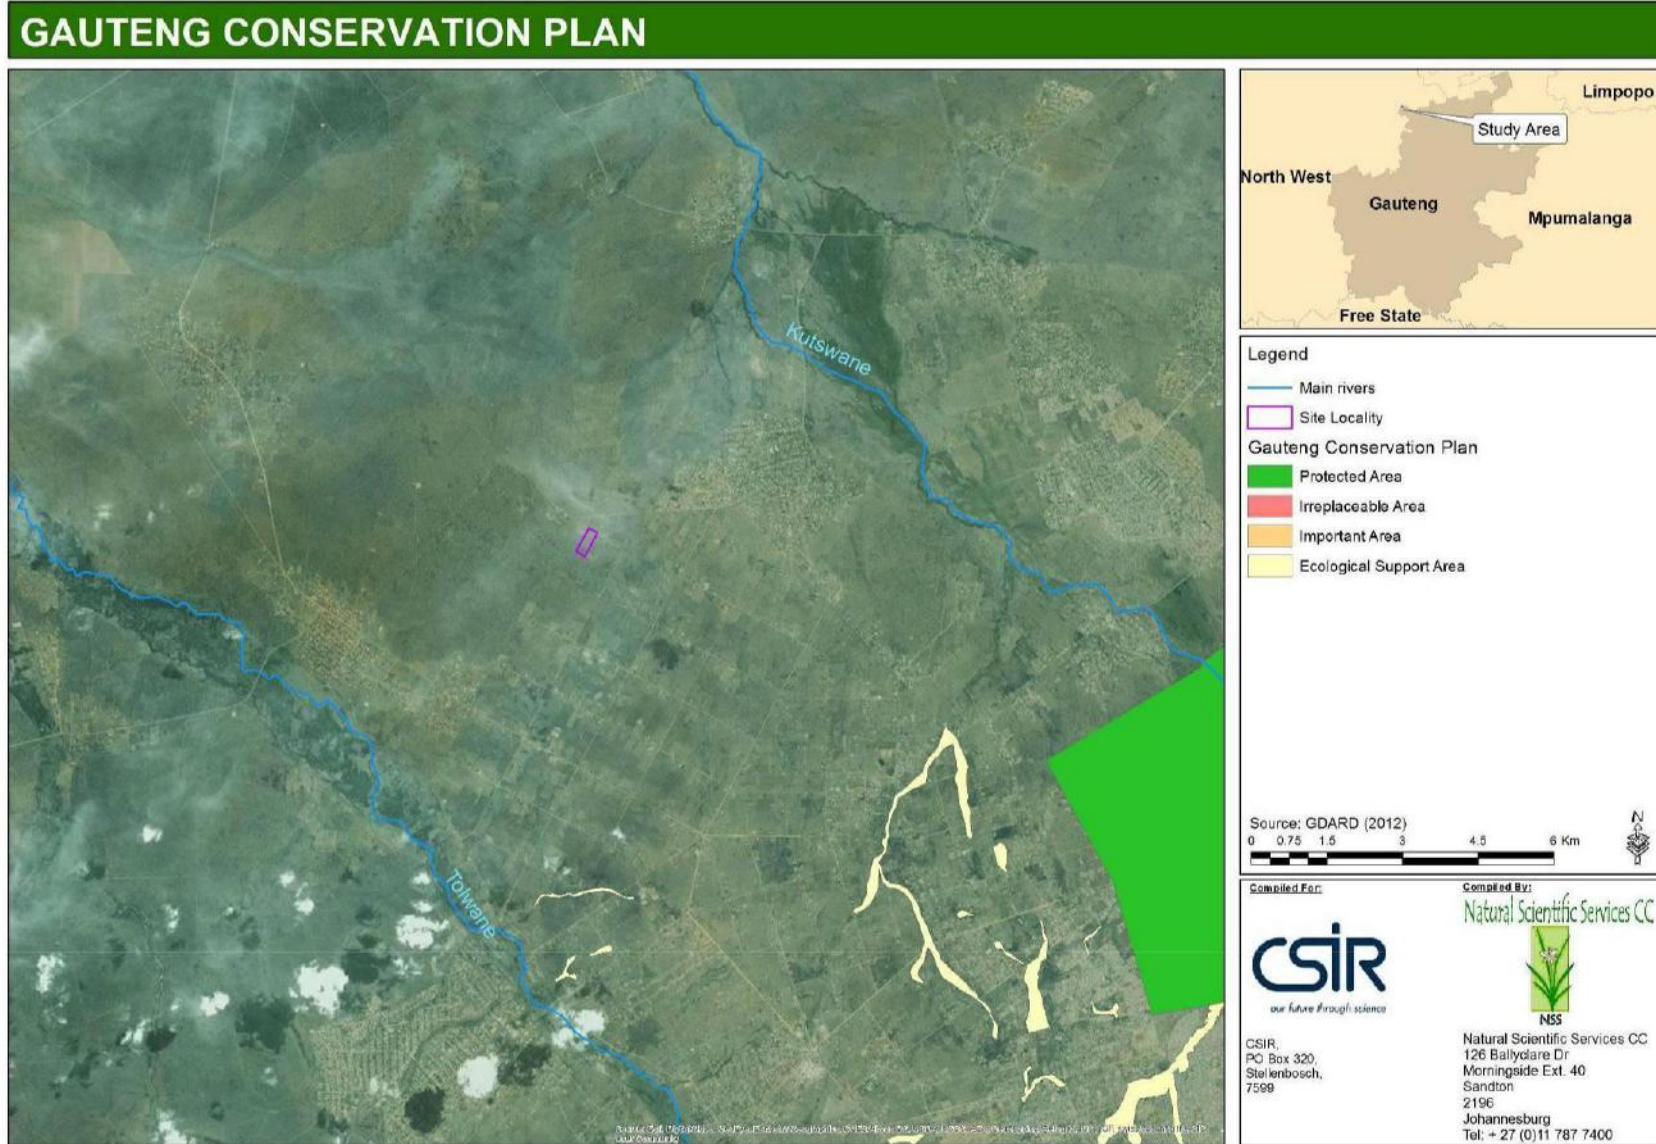 GAUTENG CONSERVATION PLAN
Kutswane
Tolwane
Limpopo
Study Area
North West
Gauteng
Mpumalanga
Free State
Legend
Main rivers
Site Locality
Gauteng Conservation Plan
Protected Area
Irreplaceable Area
Important Area
Ecological Support Area
Source: GDARD (2012)
N
0 0.75 1.5 3 4.5 6 Km
Compiled For:
CSIR
our future through science
CSIR,
PO Box 320,
Stellenbosch,
7599
Compiled By:
Natural Scientific Services CC
NSS
Natural Scientific Services CC
126 Ballyclare Dr
Morningside Ext. 40
Sandton
2196
Johannesburg
Tel: + 27 (0)11 787 7400